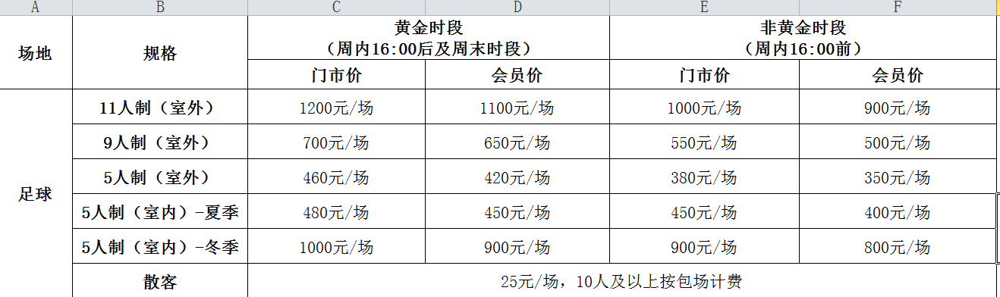 A B C D E F
场地 规格 黄金时段 非黄金时段
（周内16:00后及周末时段） （周内16:00前）
门市价 会员价 门市价 会员价
足球
11人制（室外） 1200元/场 1100元/场 1000元/场 900元/场
9人制（室外） 700元/场 650元/场 550元/场 500元/场
5人制（室外） 460元/场 420元/场 380元/场 350元/场
5人制（室内）-夏季 480元/场 450元/场 450元/场 400元/场
5人制（室内）-冬季 1000元/场 900元/场 900元/场 800元/场
散客 25元/场，10人及以上按包场计费